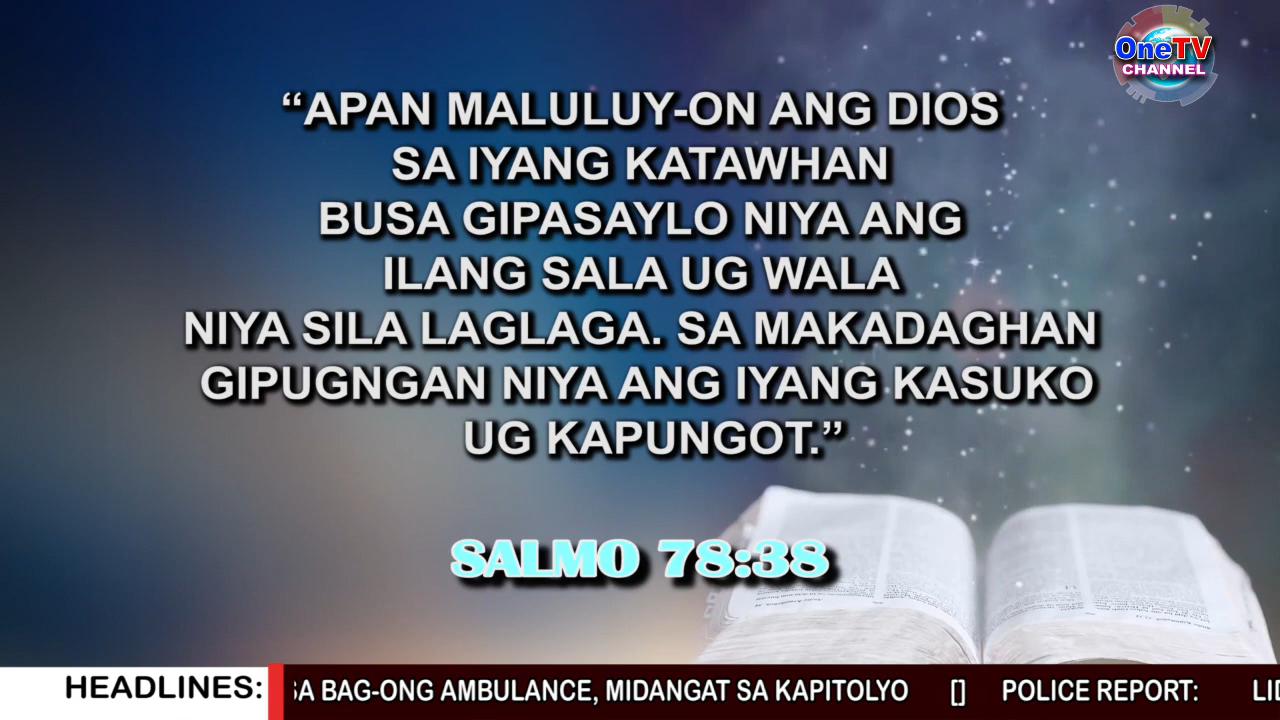 OneTV
CHANNEL
“APAN MALULUY-ON ANG DIOS
SA IYANG KATAWHAN
BUSA GIPASAYLO NIYA ANG
ILANG SALA UG WALA
NIYA SILA LAGLAGA. SA MAKADAGHAN
GIPUGNGAN NIYA ANG IYANG KASUKO
UG KAPUNGOT.”
SALMO 78:38
HEADLINES: SA BAG-ONG AMBULANCE, MIDANGAT SA KAPITOLYO [] POLICE REPORT: